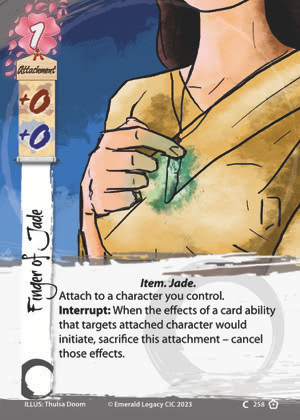 1
Attachment
+0
+0
Finger of Jade
Item. Jade.
Attach to a character you control.
Interrupt: When the effects of a card ability
that targets attached character would
initiate, sacrifice this attachment – cancel
those effects.
ILLUS: Thulsa Doom © Emerald Legacy CIC 2023 C 258